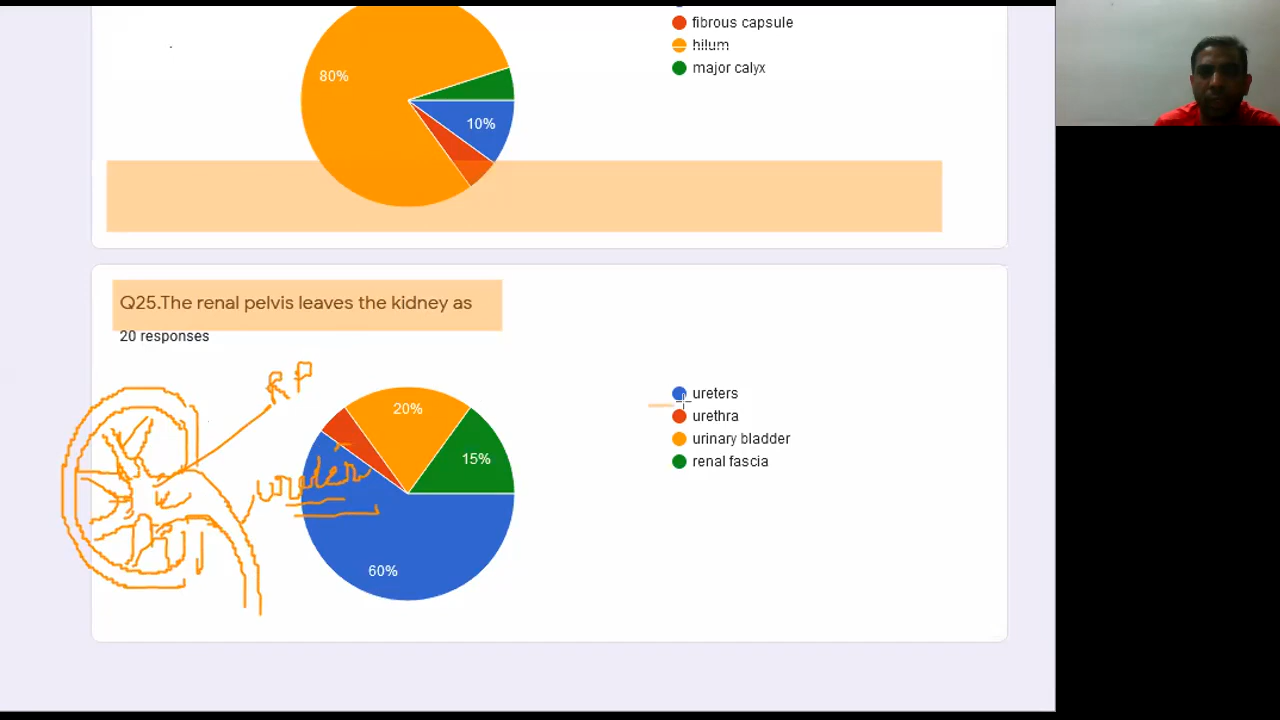 fibrous capsule
hilum
major calyx
80%
10%
Q25.The renal pelvis leaves the kidney as
20 responses
RP
ureter
20%
15%
60%
ureters
urethra
urinary bladder
renal fascia